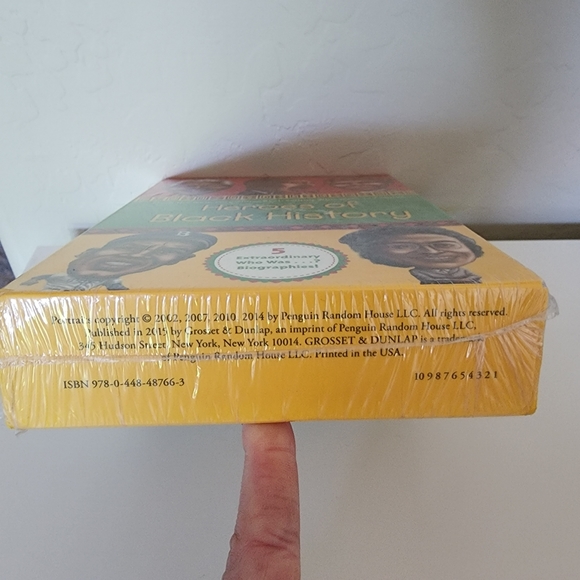 Heroes of
Black History
5
Extraordinary
Who Was . . . ?
Biographies!
Portraits copyright © 2002, 2007, 2010, 2014 by Penguin Random House LLC. All rights reserved.
Published in 2015 by Grosset & Dunlap, an imprint of Penguin Random House LLC,
345 Hudson Street, New York, New York 10014. GROSSET & DUNLAP is a
of Penguin Random House LLC. Printed in the USA.
ISBN 978-0-448-48766-3
10 9 8 7 6 5 4 3 2 1